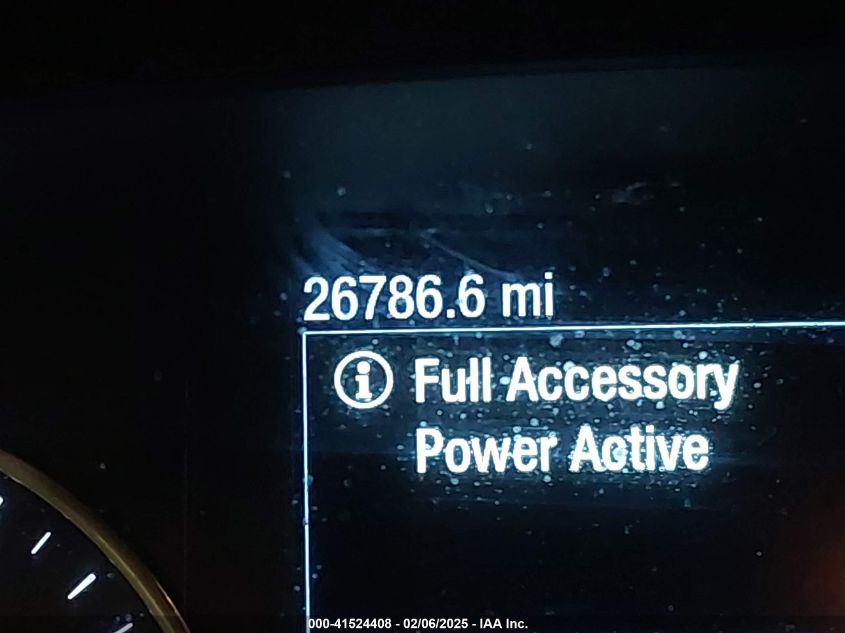 26786.6 mi
Full Accessory
Power Active
000-41524408 - 02/06/2025 - IAA Inc.